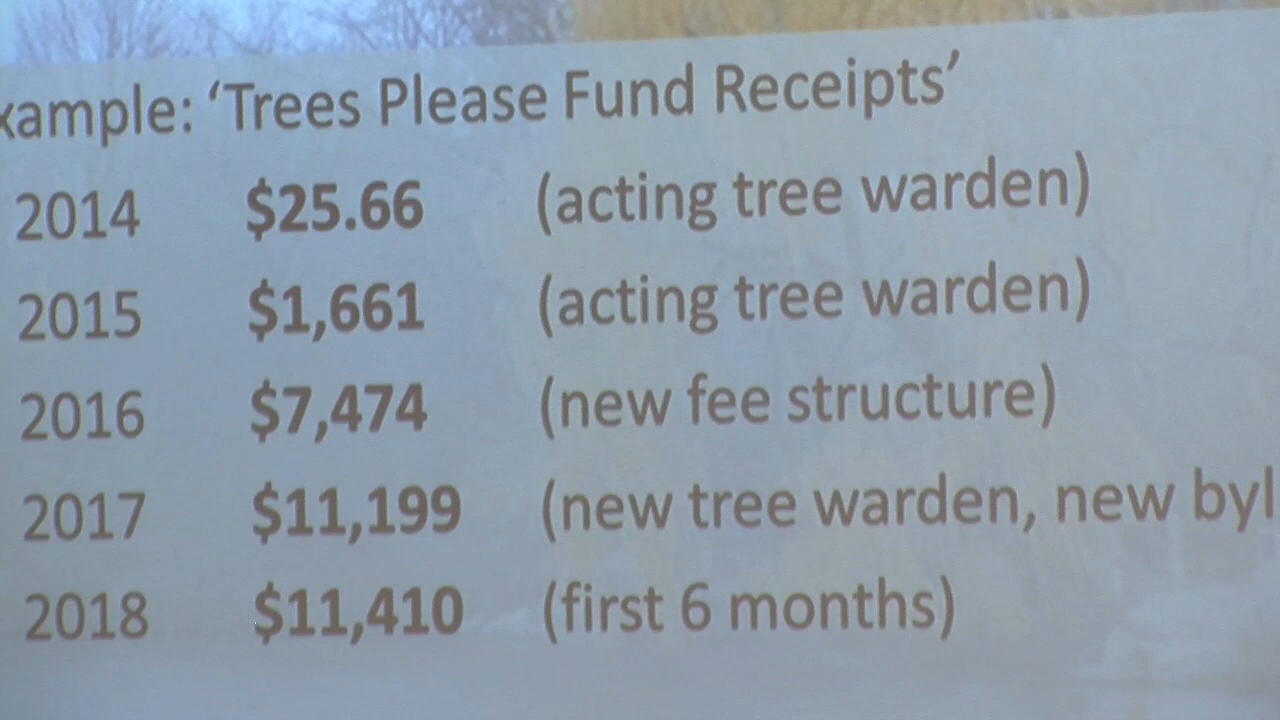 xample: ‘Trees Please Fund Receipts’
2014 $25.66 (acting tree warden)
2015 $1,661 (acting tree warden)
2016 $7,474 (new fee structure)
2017 $11,199 (new tree warden, new byl
2018 $11,410 (first 6 months)